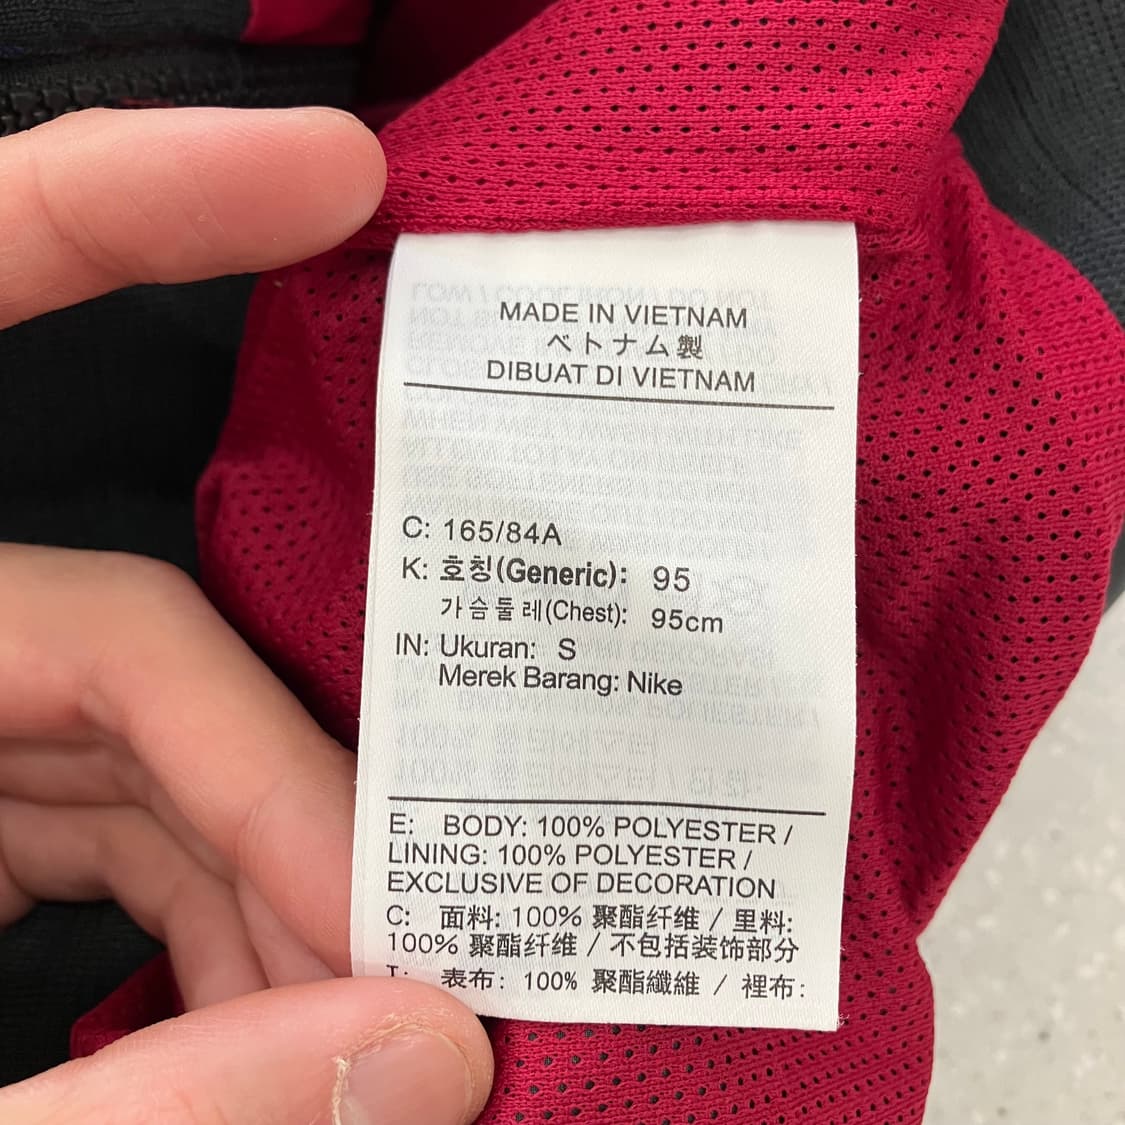 MADE IN VIETNAM
ベトナム製
DIBUAT DI VIETNAM
C: 165/84A
K: 호칭(Generic): 95
가슴둘레(Chest): 95cm
IN: Ukuran: S
Merek Barang: Nike
E: BODY: 100% POLYESTER /
LINING: 100% POLYESTER /
EXCLUSIVE OF DECORATION
C: 面料: 100% 聚酯纤维 / 里料:
100% 聚酯纤维 / 不包括装饰部分
T: 表布: 100% 聚酯纖維 / 裡布: